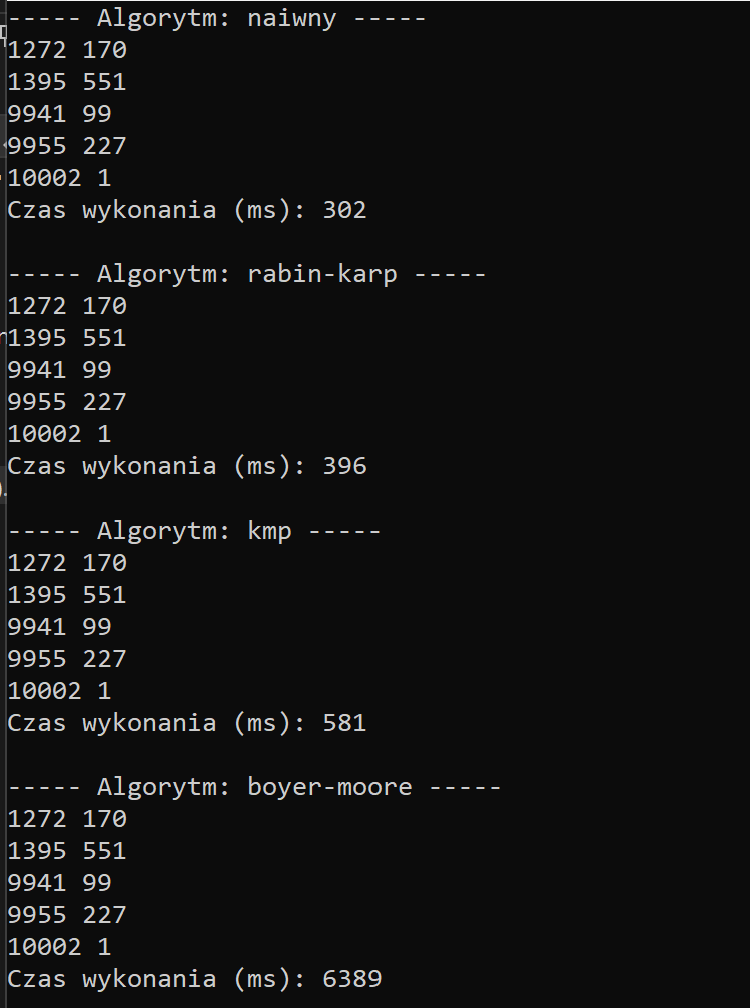 ----- Algorytm: naiwny -----
1272 170
1395 551
9941 99
9955 227
10002 1
Czas wykonania (ms): 302
----- Algorytm: rabin-karp -----
1272 170
1395 551
9941 99
9955 227
10002 1
Czas wykonania (ms): 396
----- Algorytm: kmp -----
1272 170
1395 551
9941 99
9955 227
10002 1
Czas wykonania (ms): 581
----- Algorytm: boyer-moore -----
1272 170
1395 551
9941 99
9955 227
10002 1
Czas wykonania (ms): 6389